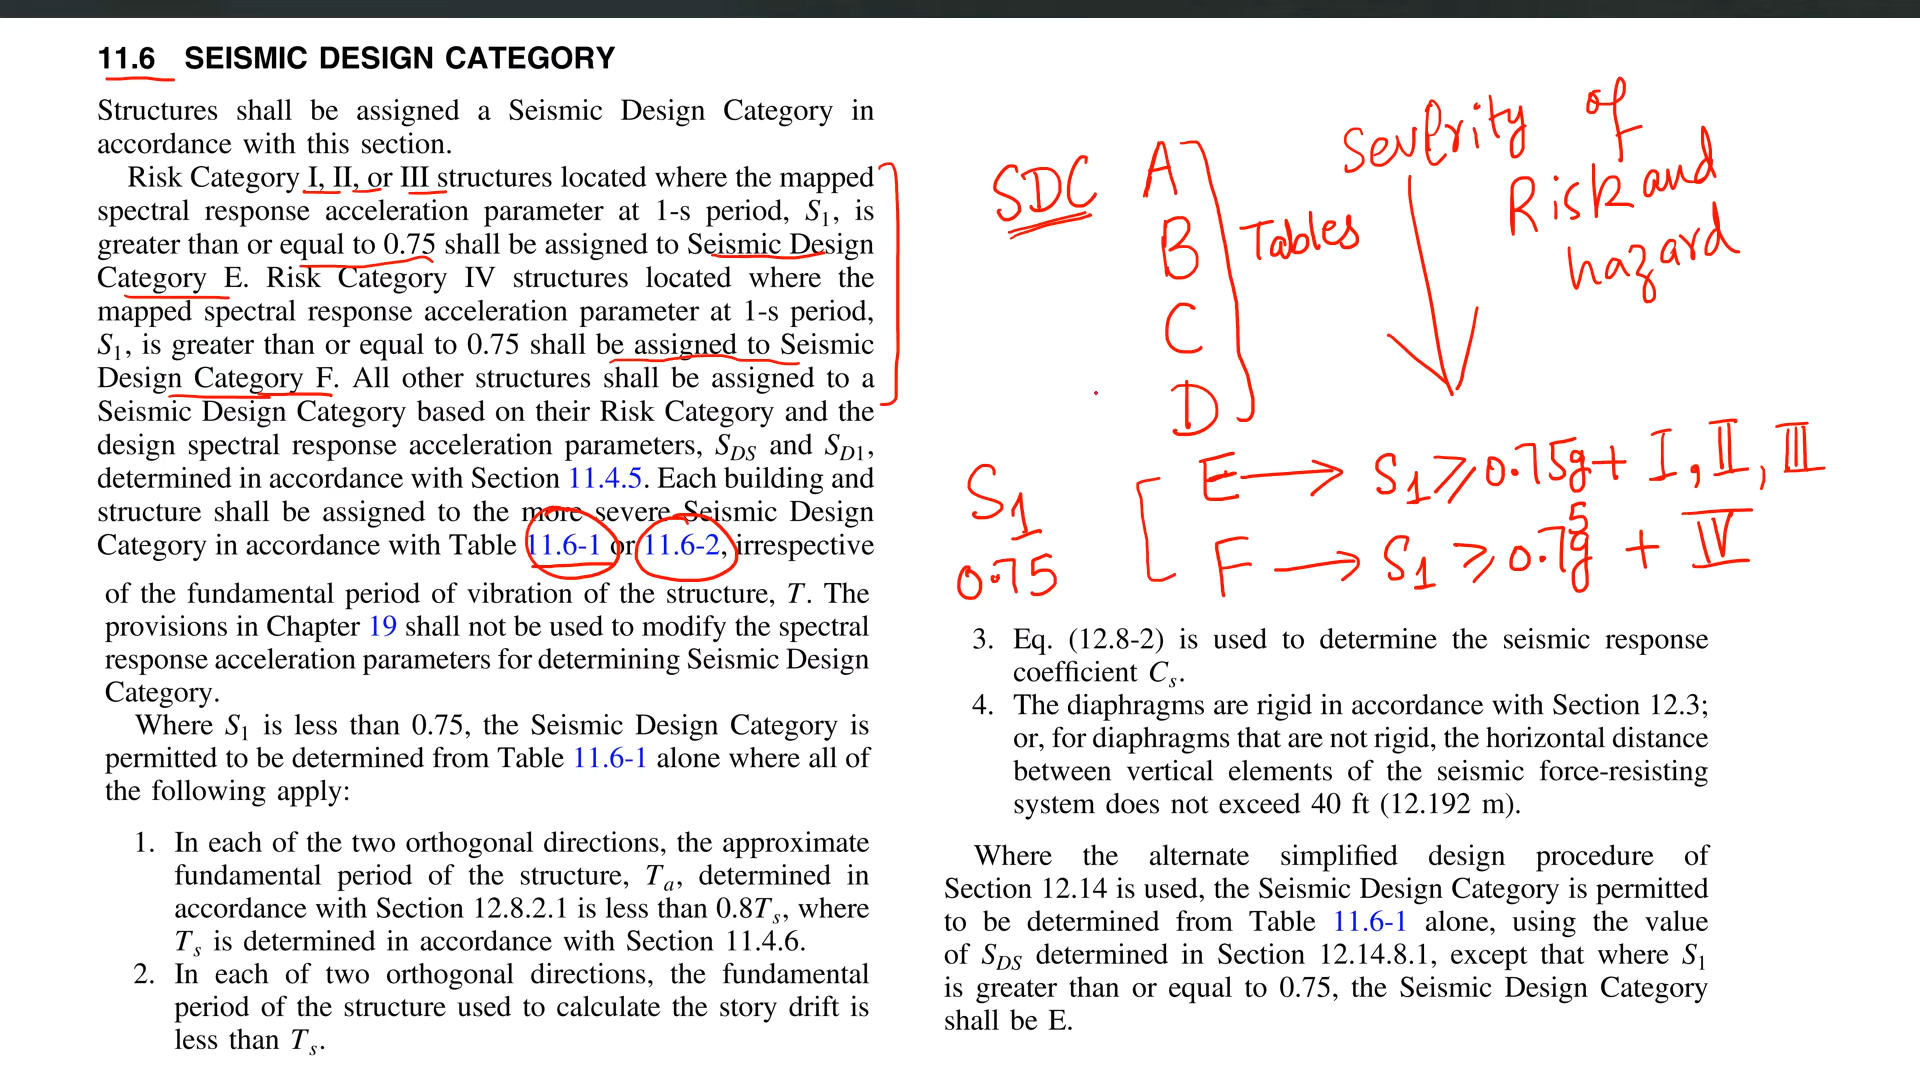 11.6 SEISMIC DESIGN CATEGORY
Structures shall be assigned a Seismic Design Category in
accordance with this section.
Risk Category I, II, or III structures located where the mapped
spectral response acceleration parameter at 1-s period, S1, is
greater than or equal to 0.75 shall be assigned to Seismic Design
Category E. Risk Category IV structures located where the
mapped spectral response acceleration parameter at 1-s period,
S1, is greater than or equal to 0.75 shall be assigned to Seismic
Design Category F. All other structures shall be assigned to a
Seismic Design Category based on their Risk Category and the
design spectral response acceleration parameters, SDS and SD1,
determined in accordance with Section 11.4.5. Each building and
structure shall be assigned to the more severe Seismic Design
Category in accordance with Table 11.6-1 or 11.6-2, irrespective
of the fundamental period of vibration of the structure, T. The
provisions in Chapter 19 shall not be used to modify the spectral
response acceleration parameters for determining Seismic Design
Category.
Where S1 is less than 0.75, the Seismic Design Category is
permitted to be determined from Table 11.6-1 alone where all of
the following apply:
1. In each of the two orthogonal directions, the approximate
fundamental period of the structure, Ta, determined in
accordance with Section 12.8.2.1 is less than 0.8Ts, where
Ts is determined in accordance with Section 11.4.6.
2. In each of two orthogonal directions, the fundamental
period of the structure used to calculate the story drift is
less than Ts.
SDC A
B
C
D
Tables
Severity of
Risk and
hazard
S1
0.75
E → S1 ≥ 0.75g + I, II, III
F → S1 ≥ 0.75g + IV
3. Eq. (12.8-2) is used to determine the seismic response
coefficient Cs.
4. The diaphragms are rigid in accordance with Section 12.3;
or, for diaphragms that are not rigid, the horizontal distance
between vertical elements of the seismic force-resisting
system does not exceed 40 ft (12.192 m).
Where the alternate simplified design procedure of
Section 12.14 is used, the Seismic Design Category is permitted
to be determined from Table 11.6-1 alone, using the value
of SDS determined in Section 12.14.8.1, except that where S1
is greater than or equal to 0.75, the Seismic Design Category
shall be E.